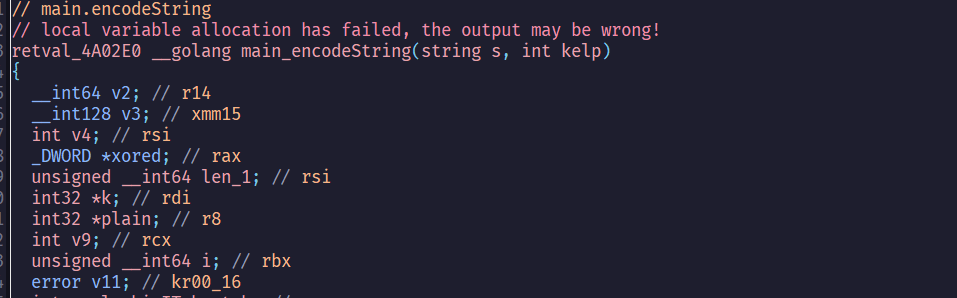 // main.encodeString
// local variable allocation has failed, the output may be wrong!
retval_4A02E0 __golang main_encodeString(string s, int kelp)
{
__int64 v2; // r14
__int128 v3; // xmm15
int v4; // rsi
_DWORD *xored; // rax
unsigned __int64 len_1; // rsi
int32 *k; // rdi
int32 *plain; // r8
int v9; // rcx
unsigned __int64 i; // rbx
error v11; // kr00_16